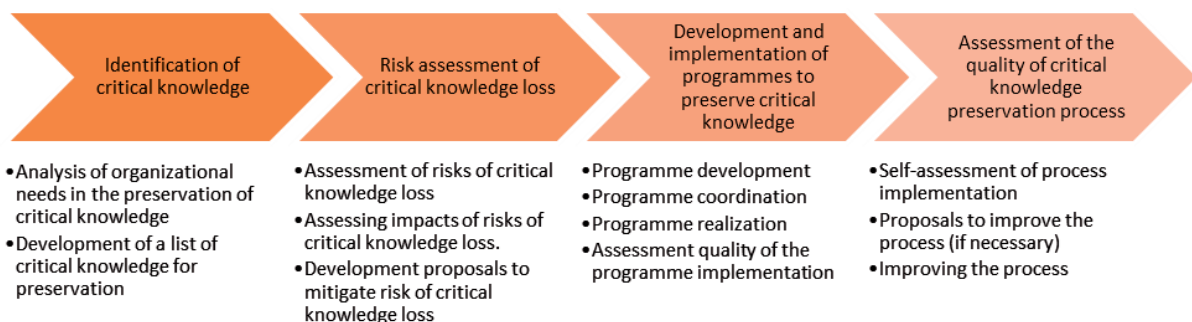 Identification of
critical knowledge
Risk assessment of
critical knowledge loss
Development and
implementation of
programmes to
preserve critical
knowledge
Assessment of the
quality of critical
knowledge
preservation process
•Analysis of organizational
needs in the preservation of
critical knowledge
•Development of a list of
critical knowledge for
preservation
•Assessment of risks of critical
knowledge loss
•Assessing impacts of risks of
critical knowledge loss.
•Development proposals to
mitigate risk of critical
knowledge loss
•Programme development
•Programme coordination
•Programme realization
•Assessment quality of the
programme implementation
•Self-assessment of process
implementation
•Proposals to improve the
process (if necessary)
•Improving the process